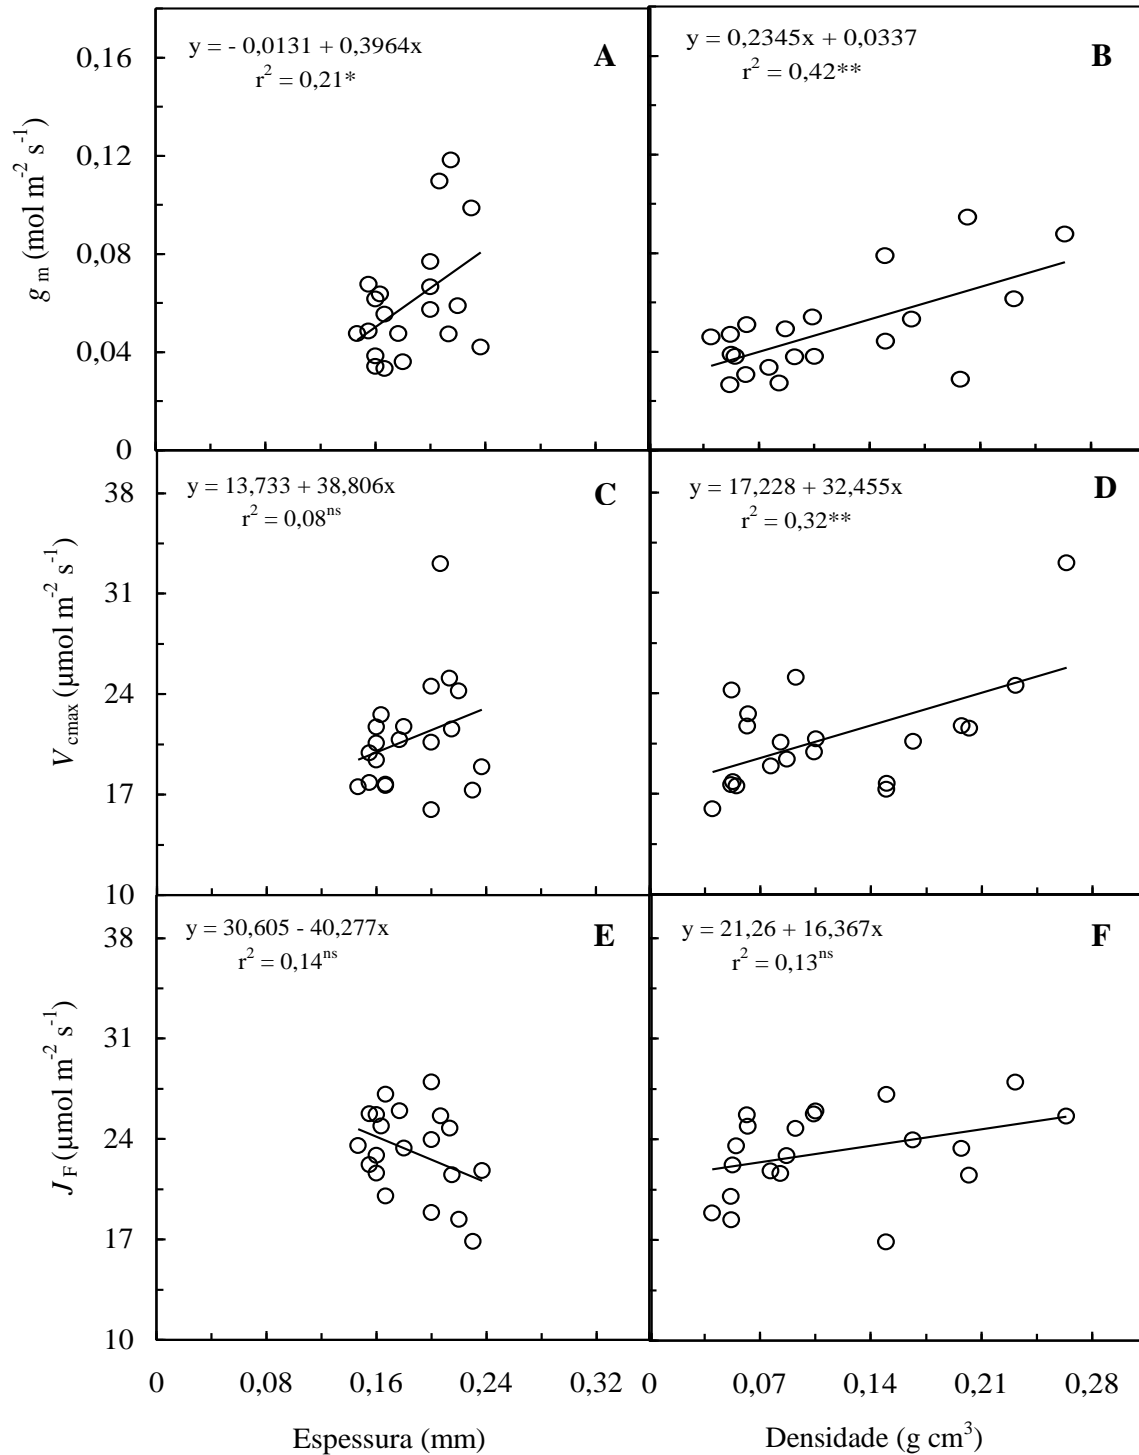 y = - 0,0131 + 0,3964x
r² = 0,21*
A
y = 0,2345x + 0,0337
r² = 0,42**
B
0,16
0,12
0,08
0,04
0
g m (mol m-2 s-1)
y = 13,733 + 38,806x
r² = 0,08ns
C
y = 17,228 + 32,455x
r² = 0,32**
D
38
31
24
17
10
V cmax (µmol m-2 s-1)
y = 30,605 - 40,277x
r² = 0,14ns
E
y = 21,26 + 16,367x
r² = 0,13ns
F
38
31
24
17
10
J F (µmol m-2 s-1)
0 0,08 0,16 0,24 0,32
0 0,07 0,14 0,21 0,28
Espessura (mm)
Densidade (g cm3)